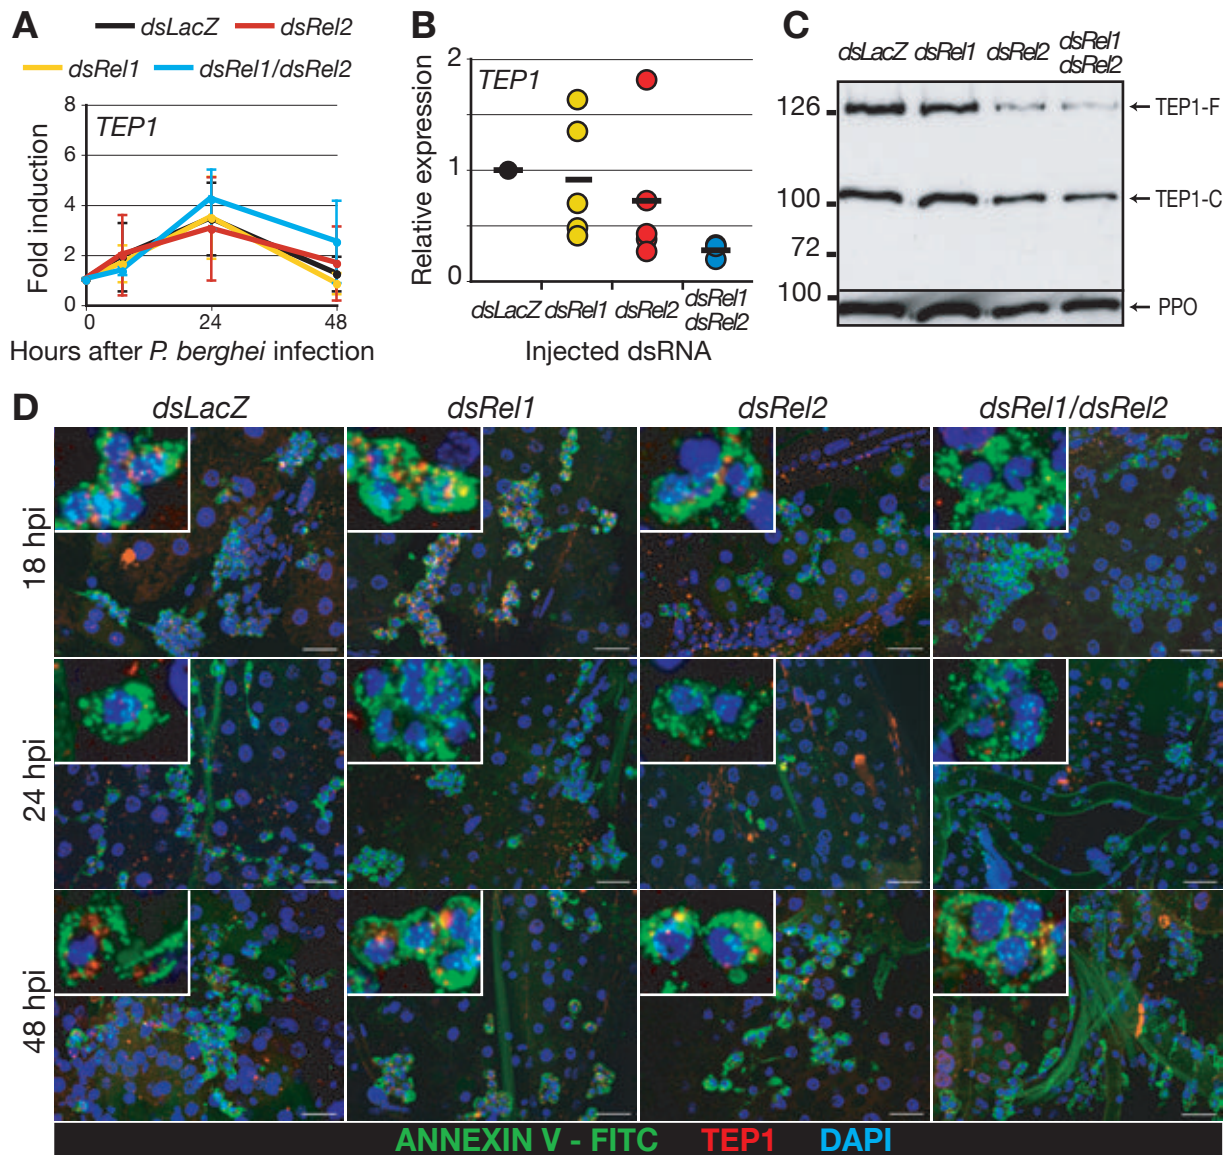 A
dsLacZ dsRel2
dsRel1 dsRel1/dsRel2
TEP1
Fold induction
8
6
4
2
0
0 24 48
Hours after P. berghei infection
B
TEP1
Relative expression
2
1
0
dsLacZ dsRel1 dsRel2 dsRel1
dsRel2
Injected dsRNA
C
dsLacZ dsRel1 dsRel2 dsRel1
dsRel2
126 TEP1-F
100 TEP1-C
72
100 PPO
D
dsLacZ dsRel1 dsRel2 dsRel1/dsRel2
18 hpi
24 hpi
48 hpi
ANNEXIN V - FITC TEP1 DAPI